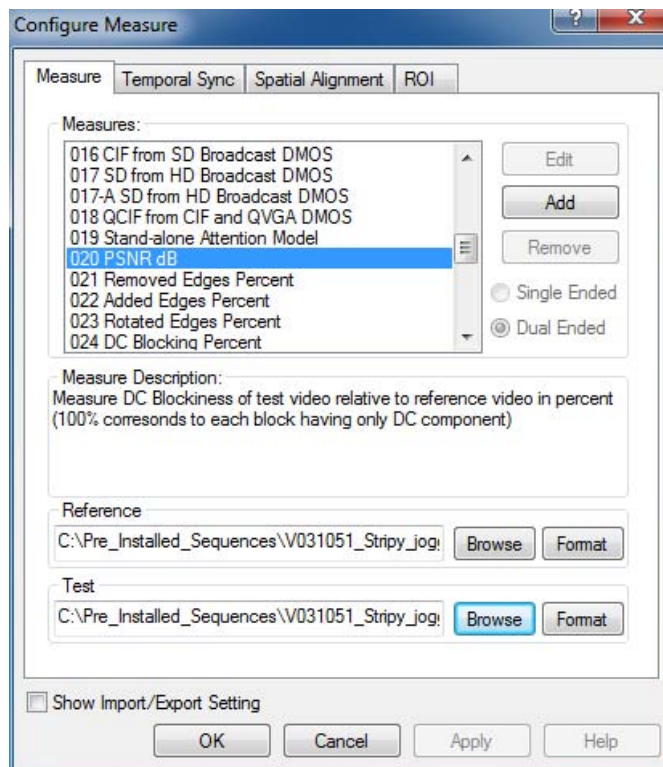 Configure Measure
?
X
Measure
Temporal Sync
Spatial Alignment
ROI
Measures:
016 CIF from SD Broadcast DMOS
017 SD from HD Broadcast DMOS
017-A SD from HD Broadcast DMOS
018 QCIF from CIF and QVGA DMOS
019 Stand-alone Attention Model
020 PSNR dB
021 Removed Edges Percent
022 Added Edges Percent
023 Rotated Edges Percent
024 DC Blocking Percent
Edit
Add
Remove
Single Ended
Dual Ended
Measure Description:
Measure DC Blockiness of test video relative to reference video in percent
(100% corresonds to each block having only DC component)
Reference
C:\Pre_Installed_Sequences\V031051_Stripy_jog
Browse
Format
Test
C:\Pre_Installed_Sequences\V031051_Stripy_jog
Browse
Format
Show Import/Export Setting
OK
Cancel
Apply
Help